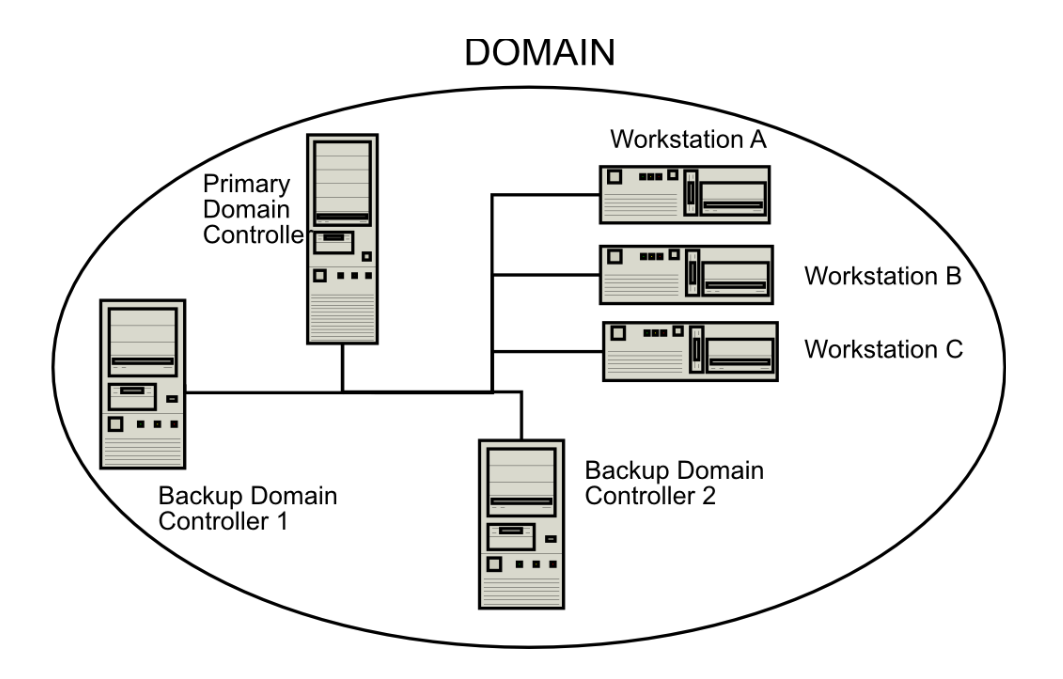 DOMAIN
Workstation A
Primary
Domain
Controller
Workstation B
Workstation C
Backup Domain
Controller 2
Backup Domain
Controller 1